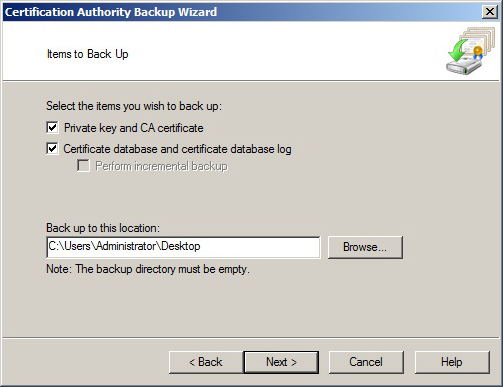 Certification Authority Backup Wizard
Items to Back Up
Select the items you wish to back up:
Private key and CA certificate
Certificate database and certificate database log
Perform incremental backup
Back up to this location:
C:\Users\Administrator\Desktop
Browse...
Note: The backup directory must be empty.
< Back
Next >
Cancel
Help